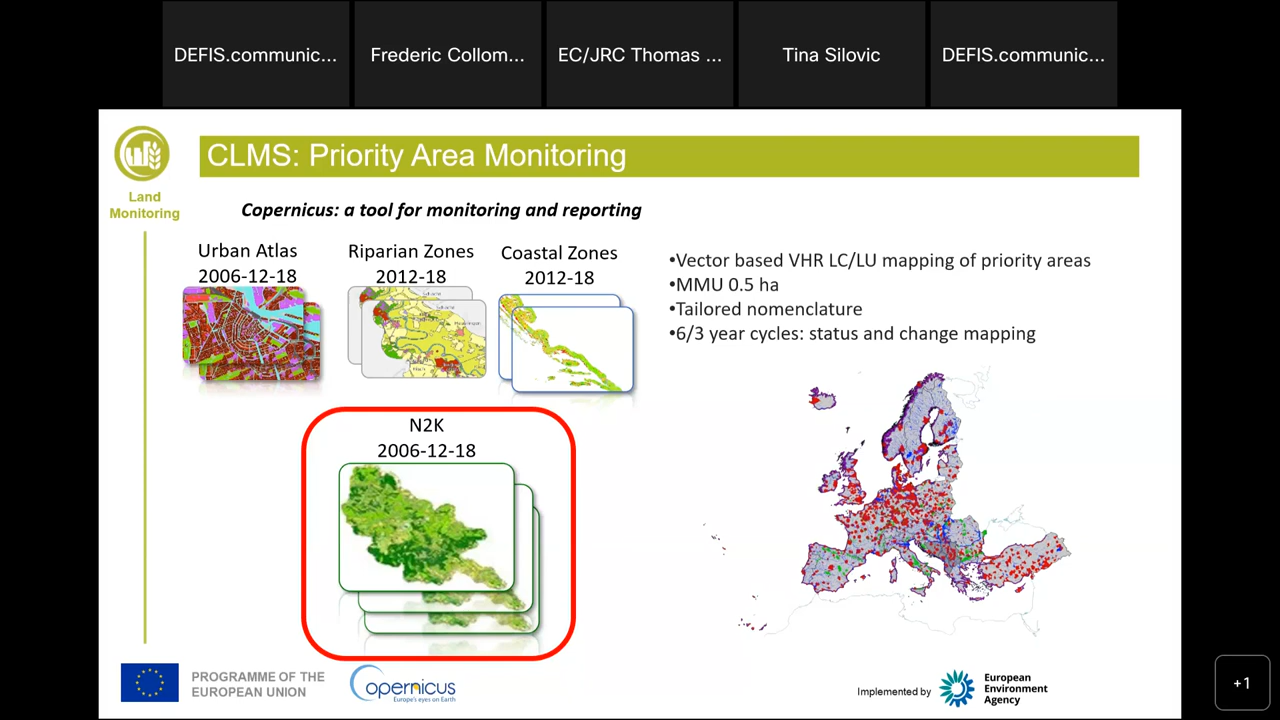 DEFIS.communic...
Frederic Collom...
EC/JRC Thomas ...
Tina Silovic
DEFIS.communic...
CLMS: Priority Area Monitoring
Land
Monitoring
Copernicus: a tool for monitoring and reporting
Urban Atlas
2006-12-18
Riparian Zones
2012-18
Coastal Zones
2012-18
•Vector based VHR LC/LU mapping of priority areas
•MMU 0.5 ha
•Tailored nomenclature
•6/3 year cycles: status and change mapping
N2K
2006-12-18
PROGRAMME OF THE
EUROPEAN UNION
opernicus
Europe's eyes on Earth
Implemented by
European
Environment
Agency
+1